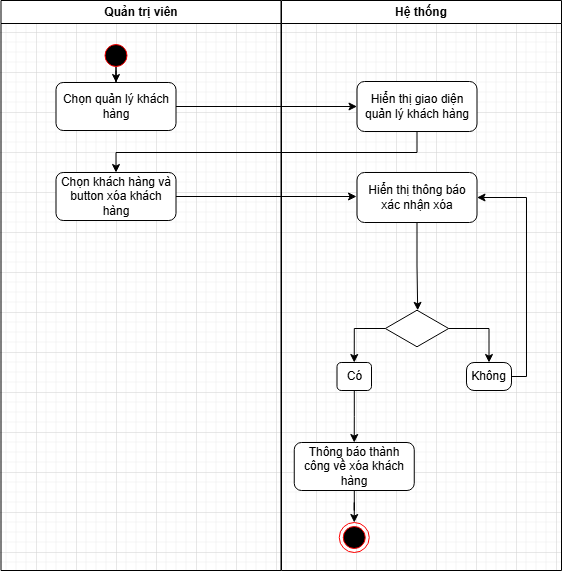 Quản trị viên
Hệ thống
Chọn quản lý khách
hàng
Hiển thị giao diện
quản lý khách hàng
Chọn khách hàng và
button xóa khách
hàng
Hiển thị thông báo
xác nhận xóa
Có
Không
Thông báo thành
công về xóa khách
hàng